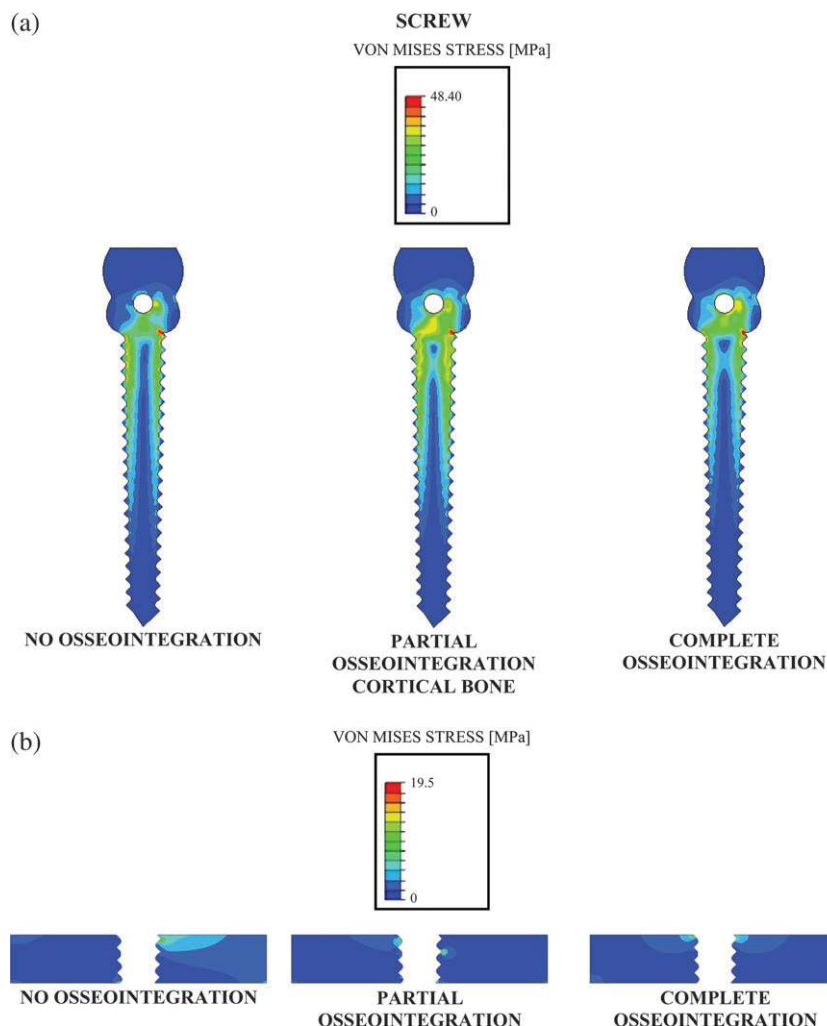 (a)
SCREW
VON MISES STRESS [MPa]
48.40
0
NO OSSEOINTEGRATION
PARTIAL
OSSEOINTEGRATION
CORTICAL BONE
COMPLETE
OSSEOINTEGRATION
(b)
VON MISES STRESS [MPa]
19.5
0
NO OSSEOINTEGRATION
PARTIAL
OSSEOINTEGRATION
COMPLETE
OSSEOINTEGRATION